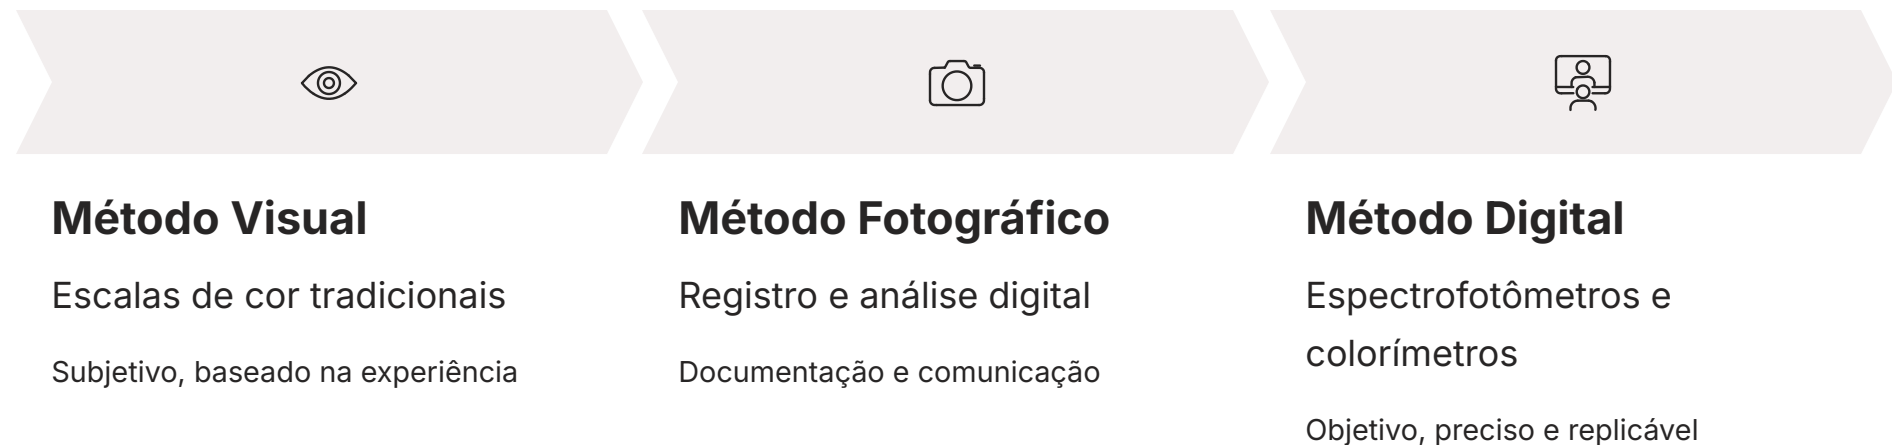 Método Visual
Escalas de cor tradicionais
Subjetivo, baseado na experiência
Método Fotográfico
Registro e análise digital
Documentação e comunicação
Método Digital
Espectrofotômetros e
colorímetros
Objetivo, preciso e replicável